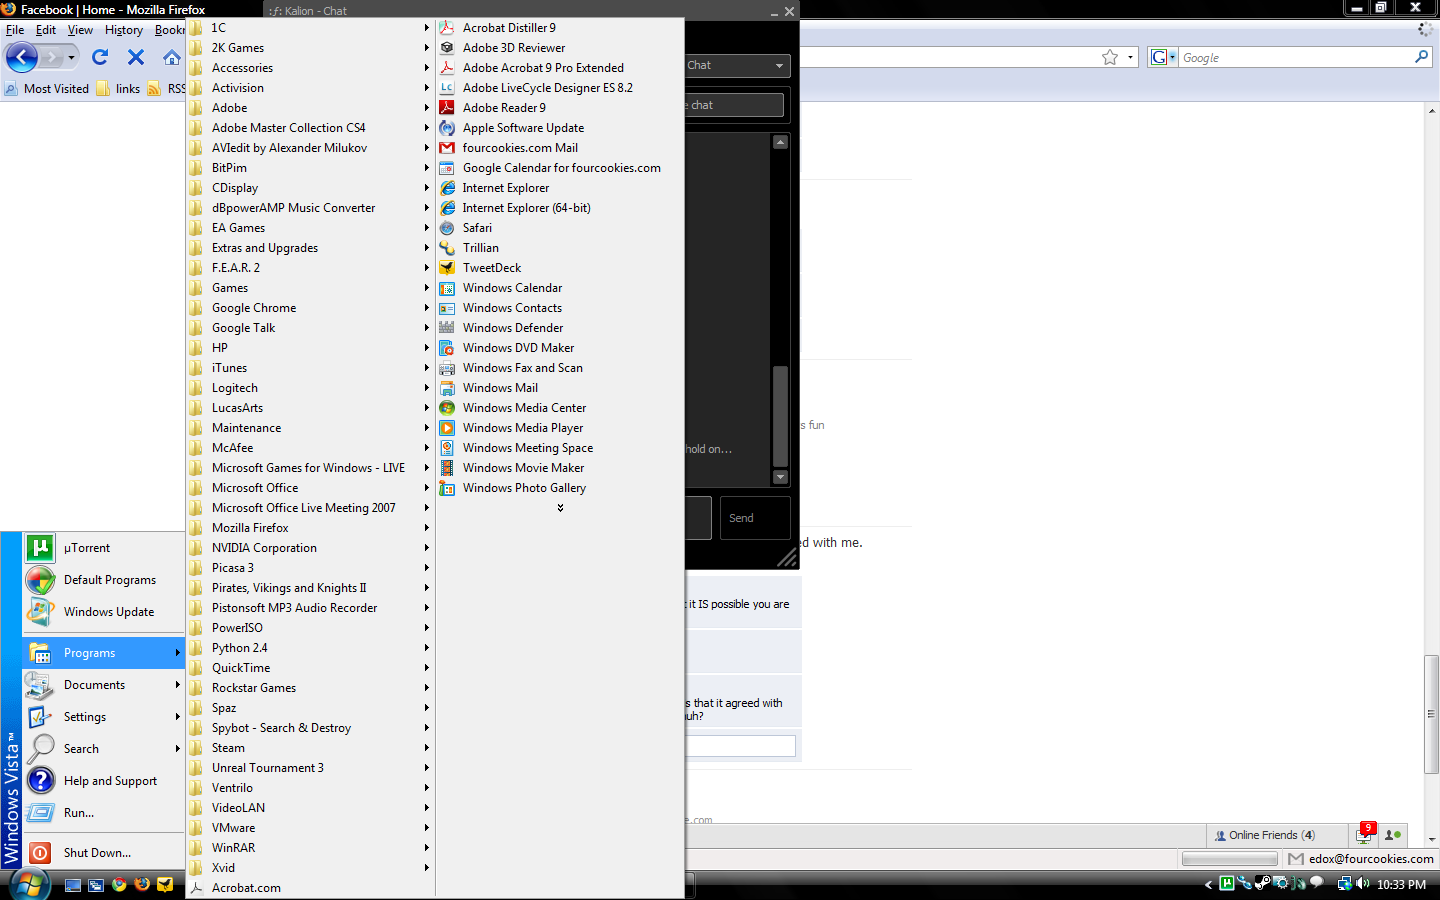 Facebook | Home - Mozilla Firefox
:ƒ: Kalion - Chat
File Edit View History Bookr
Google
Most Visited links RSS
Chat
e chat
1C
2K Games
Accessories
Activision
Adobe
Adobe Master Collection CS4
AVIedit by Alexander Milukov
BitPim
CDisplay
dBpowerAMP Music Converter
EA Games
Extras and Upgrades
F.E.A.R. 2
Games
Google Chrome
Google Talk
HP
iTunes
Logitech
LucasArts
Maintenance
McAfee
Microsoft Games for Windows - LIVE
Microsoft Office
Microsoft Office Live Meeting 2007
Mozilla Firefox
NVIDIA Corporation
Picasa 3
Pirates, Vikings and Knights II
Pistonsoft MP3 Audio Recorder
PowerISO
Python 2.4
QuickTime
Rockstar Games
Spaz
Spybot - Search & Destroy
Steam
Unreal Tournament 3
Ventrilo
VideoLAN
VMware
WinRAR
Xvid
Acrobat.com
Acrobat Distiller 9
Adobe 3D Reviewer
Adobe Acrobat 9 Pro Extended
Adobe LiveCycle Designer ES 8.2
Adobe Reader 9
Apple Software Update
fourcookies.com Mail
Google Calendar for fourcookies.com
Internet Explorer
Internet Explorer (64-bit)
Safari
Trillian
TweetDeck
Windows Calendar
Windows Contacts
Windows Defender
Windows DVD Maker
Windows Fax and Scan
Windows Mail
Windows Media Center
Windows Media Player
Windows Meeting Space
Windows Movie Maker
Windows Photo Gallery
s fun
hold on...
Send
d with me.
it IS possible you are
s that it agreed with
uh?
e.com
µTorrent
Default Programs
Windows Update
Programs
Documents
Settings
Search
Help and Support
Run...
Shut Down...
Windows Vista™
Online Friends (4)
9
edox@fourcookies.com
10:33 PM